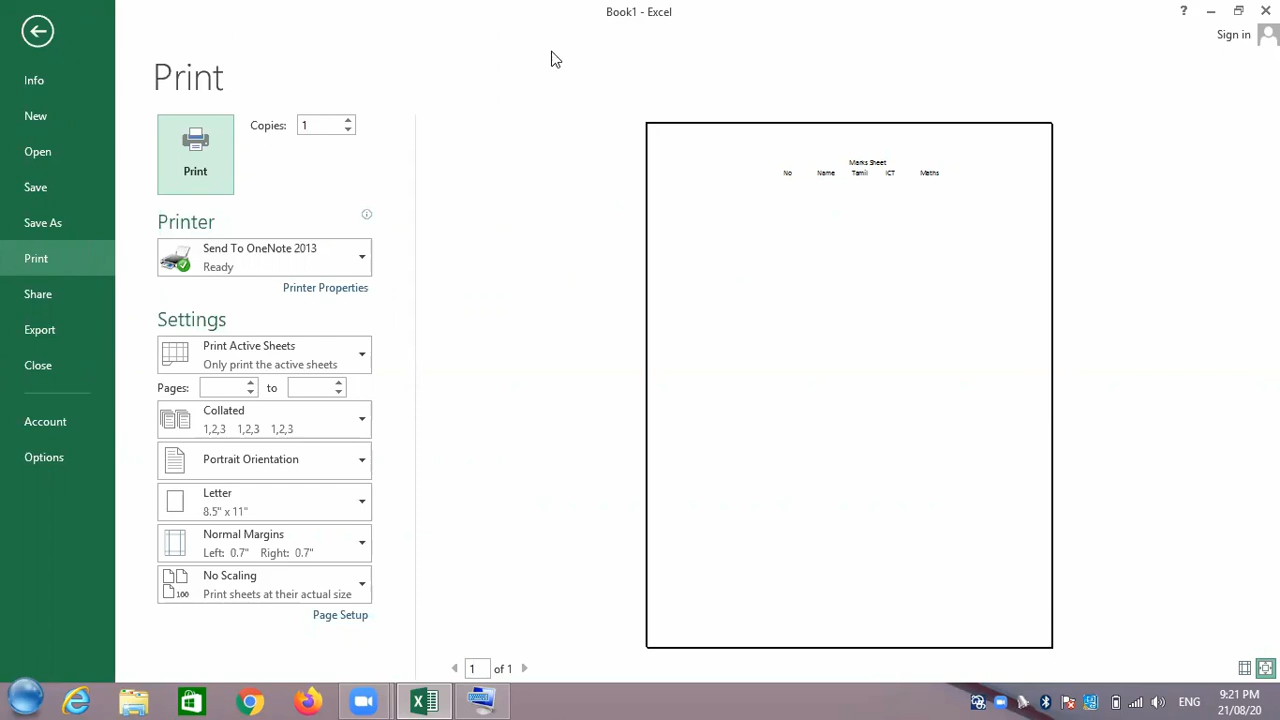 Book1 - Excel
?
Sign in
Info
New
Open
Save
Save As
Print
Share
Export
Close
Account
Options
Print
Print
Copies: 1
Printer
Send To OneNote 2013
Ready
Printer Properties
Settings
Print Active Sheets
Only print the active sheets
Pages: to
Collated
1,2,3 1,2,3 1,2,3
Portrait Orientation
Letter
8.5" x 11"
Normal Margins
Left: 0.7" Right: 0.7"
No Scaling
100
Print sheets at their actual size
Page Setup
Marks Sheet
No Name Tamil ICT Maths
1 of 1
ENG
9:21 PM
21/08/20